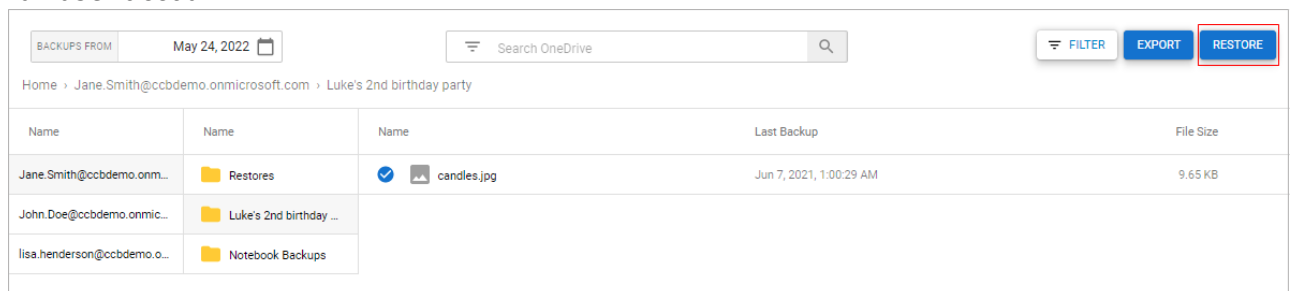 BACKUPS FROM May 24, 2022 Search OneDrive FILTER EXPORT RESTORE
Home › Jane.Smith@ccbdemo.onmicrosoft.com › Luke's 2nd birthday party
Name Name Name Last Backup File Size
Jane.Smith@ccbdemo.onm... Restores candles.jpg Jun 7, 2021, 1:00:29 AM 9.65 KB
John.Doe@ccbdemo.onmic... Luke's 2nd birthday ...
lisa.henderson@ccbdemo.o... Notebook Backups